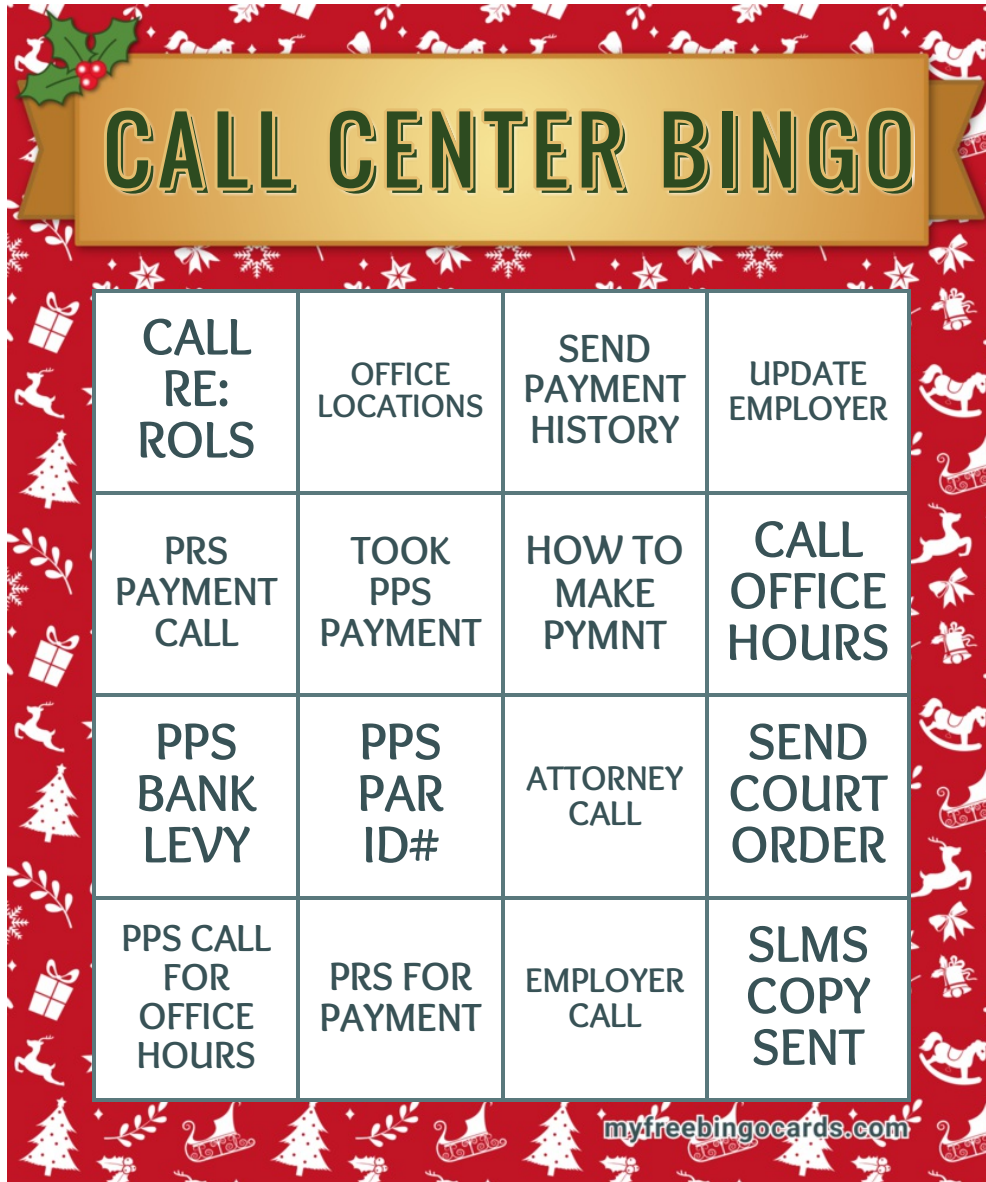 CALL CENTER BINGO
CALL
RE:
ROLS
OFFICE
LOCATIONS
SEND
PAYMENT
HISTORY
UPDATE
EMPLOYER
PRS
PAYMENT
CALL
TOOK
PPS
PAYMENT
HOW TO
MAKE
PYMNT
CALL
OFFICE
HOURS
PPS
BANK
LEVY
PPS
PAR
ID#
ATTORNEY
CALL
SEND
COURT
ORDER
PPS CALL
FOR
OFFICE
HOURS
PRS FOR
PAYMENT
EMPLOYER
CALL
SLMS
COPY
SENT
myfreebingocards.com